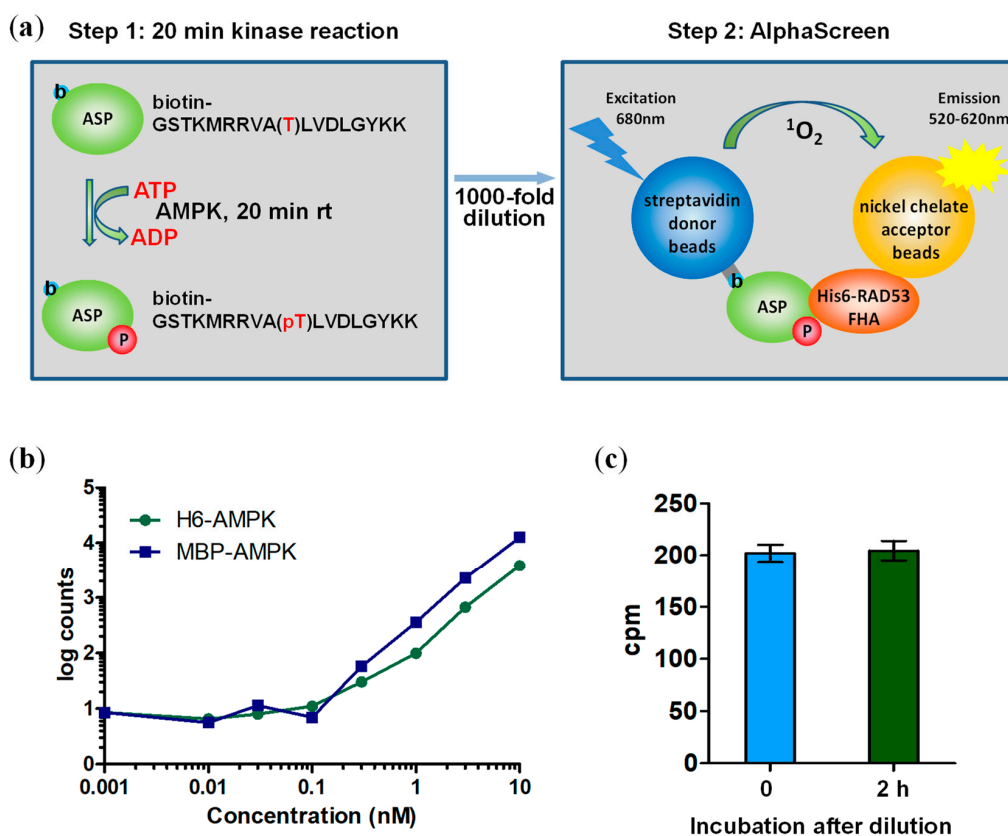 (a)
Step 1: 20 min kinase reaction
b
ASP
biotin-
GSTKMRRVA(T)LVDLGYKK
ATP
AMPK, 20 min rt
ADP
b
ASP
P
biotin-
GSTKMRRVA(pT)LVDLGYKK
1000-fold
dilution
Step 2: AlphaScreen
Excitation
680nm
¹O₂
Emission
520-620nm
streptavidin
donor
beads
nickel chelate
acceptor
beads
b
ASP
P
His6-RAD53
FHA
(b)
log counts
5
4
3
2
1
0
H6-AMPK
MBP-AMPK
0.001
0.01
0.1
1
10
Concentration (nM)
(c)
cpm
250
200
150
100
50
0
0
2 h
Incubation after dilution